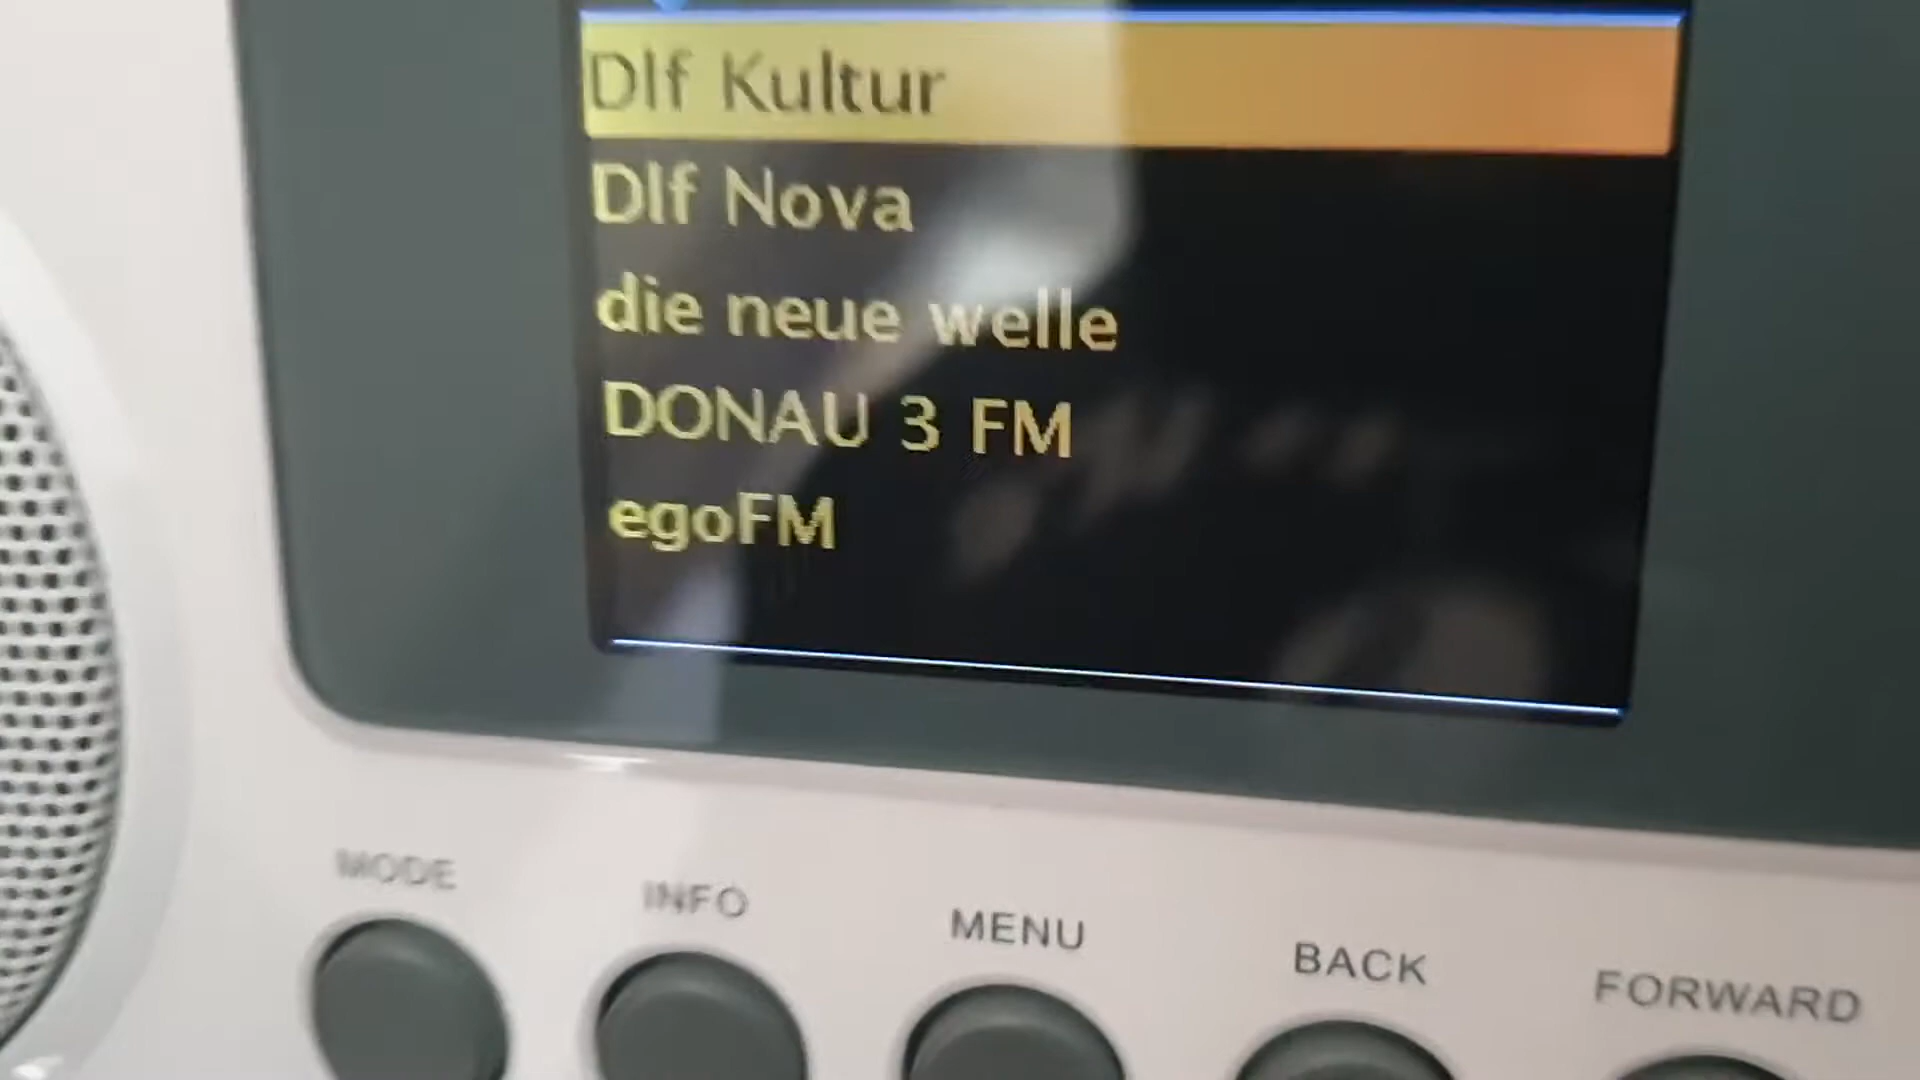 Dlf Kultur
Dlf Nova
die neue welle
DONAU 3 FM
egoFM
MODE
INFO
MENU
BACK
FORWARD